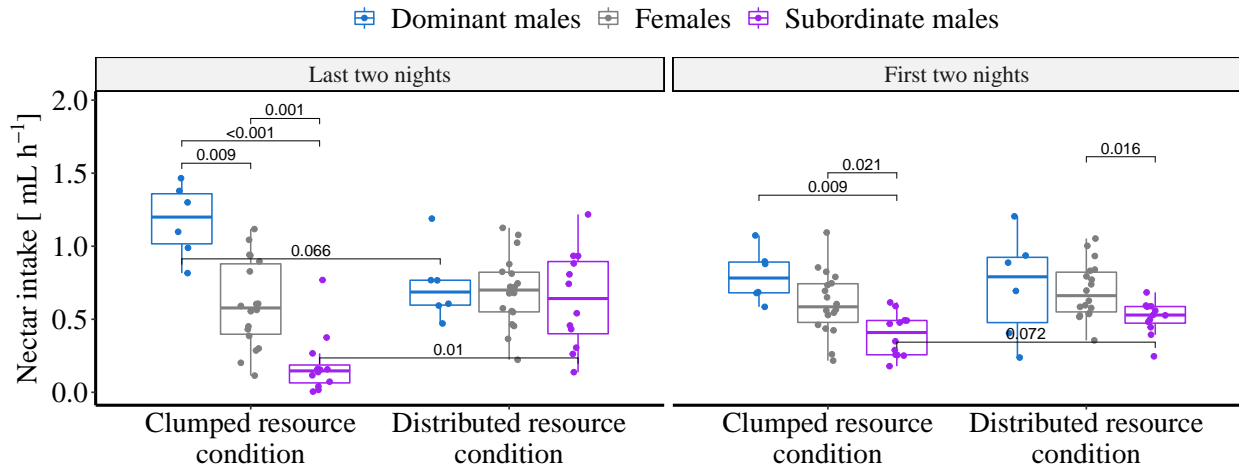 Dominant males Females Subordinate males
Last two nights First two nights
Nectar intake [ mL h⁻¹]
2.0
1.5
1.0
0.5
0.0
0.001
<0.001
0.009
0.066
0.01
0.021
0.009
0.016
0.072
Clumped resource condition
Distributed resource condition
Clumped resource condition
Distributed resource condition